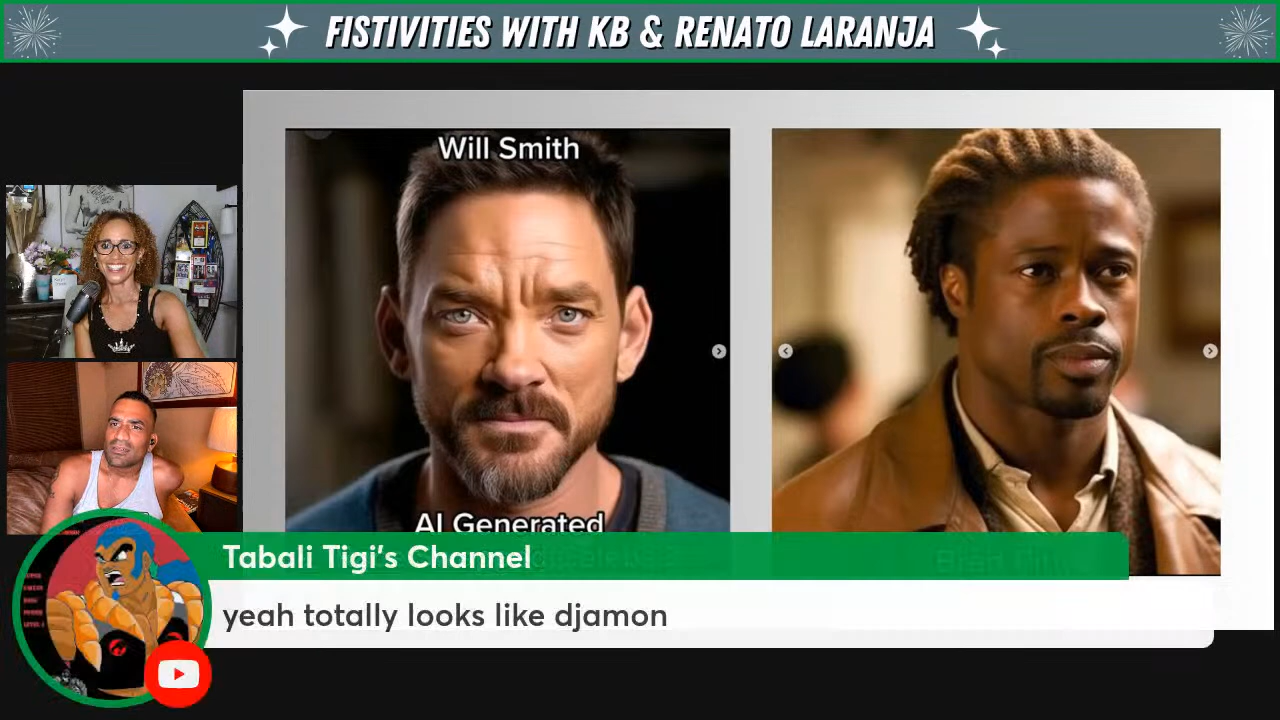 FISTIVITIES WITH KB & RENATO LARANJA
Will Smith
AI Generated
Tabali Tigi's Channel
yeah totally looks like djamon